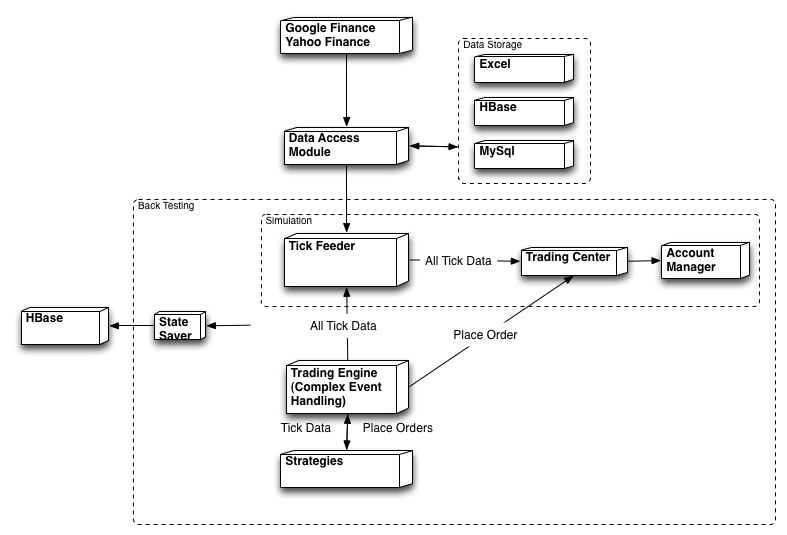 Google Finance
Yahoo Finance
Data Storage
Excel
HBase
MySql
Data Access
Module
Back Testing
Simulation
Tick Feeder
All Tick Data
Trading Center
Account
Manager
HBase
State
Saver
All Tick Data
Place Order
Trading Engine
(Complex Event
Handling)
Tick Data
Place Orders
Strategies